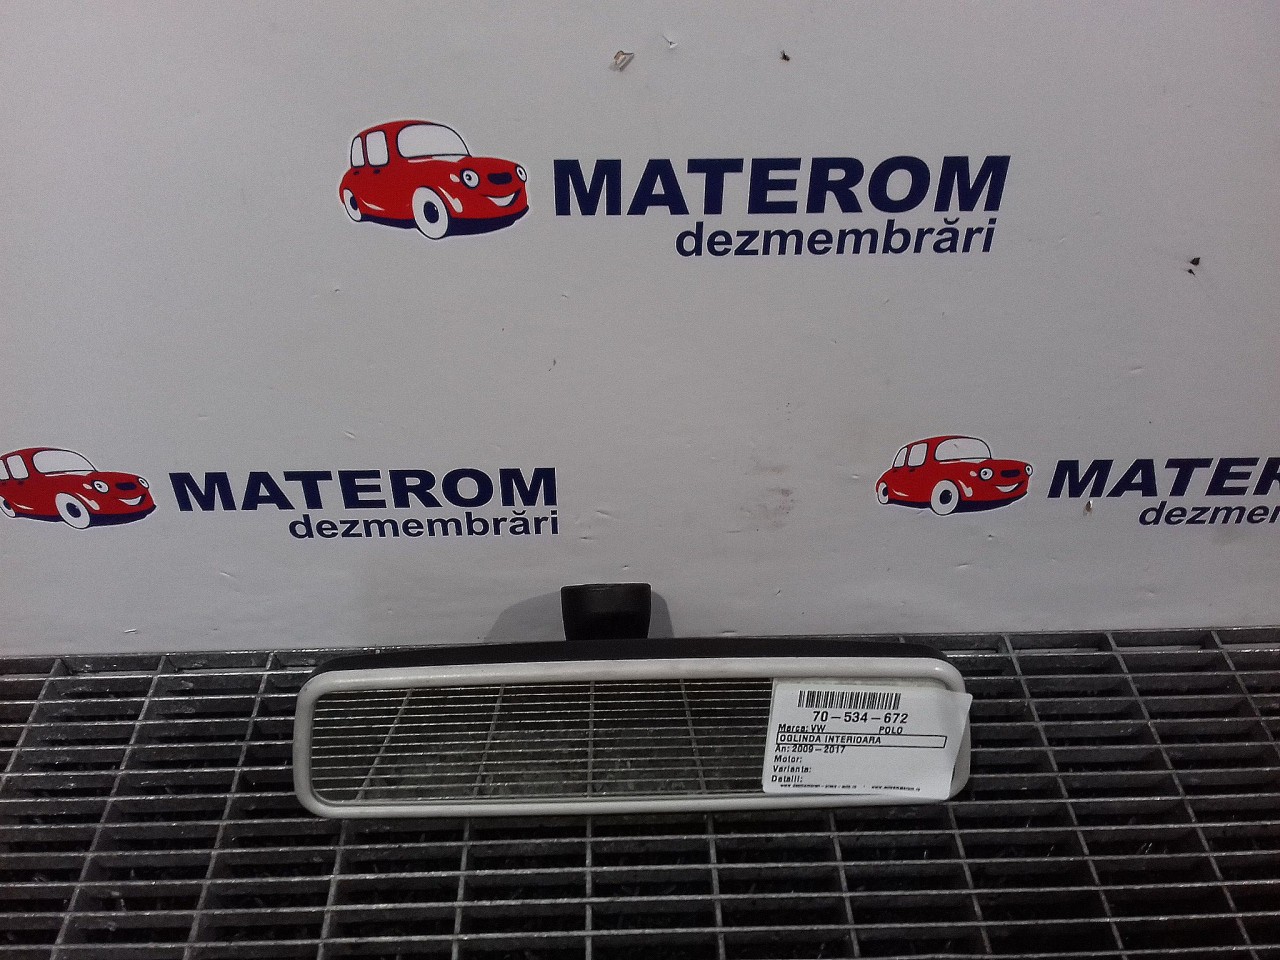 MATEROM
dezmembrări
MATEROM
dezmembrări
MATER
dezmem
70-534-672
Marca: VW POLO
OGLINDA INTERIOARA
An: 2009-2017
Motor:
Varianta:
Detalii: